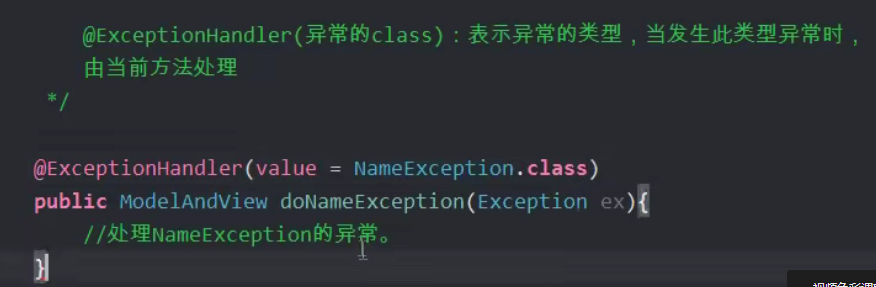 @ExceptionHandler(异常的class)：表示异常的类型，当发生此类型异常时，
由当前方法处理
*/
@ExceptionHandler(value = NameException.class)
public ModelAndView doNameException(Exception ex){
//处理NameException的异常。
}